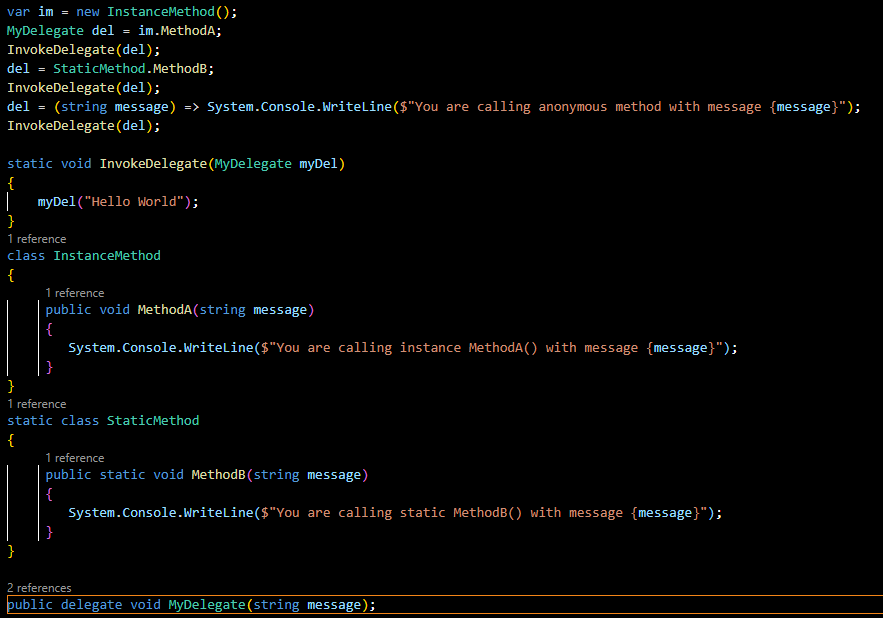 var im = new InstanceMethod();
MyDelegate del = im.MethodA;
InvokeDelegate(del);
del = StaticMethod.MethodB;
InvokeDelegate(del);
del = (string message) => System.Console.WriteLine($"You are calling anonymous method with message {message}");
InvokeDelegate(del);

static void InvokeDelegate(MyDelegate myDel)
{
    myDel("Hello World");
}
1 reference
class InstanceMethod
{
     1 reference
     public void MethodA(string message)
     {
        System.Console.WriteLine($"You are calling instance MethodA() with message {message}");
     }
}
1 reference
static class StaticMethod
{
     1 reference
     public static void MethodB(string message)
     {
        System.Console.WriteLine($"You are calling static MethodB() with message {message}");
     }
}

2 references
public delegate void MyDelegate(string message);